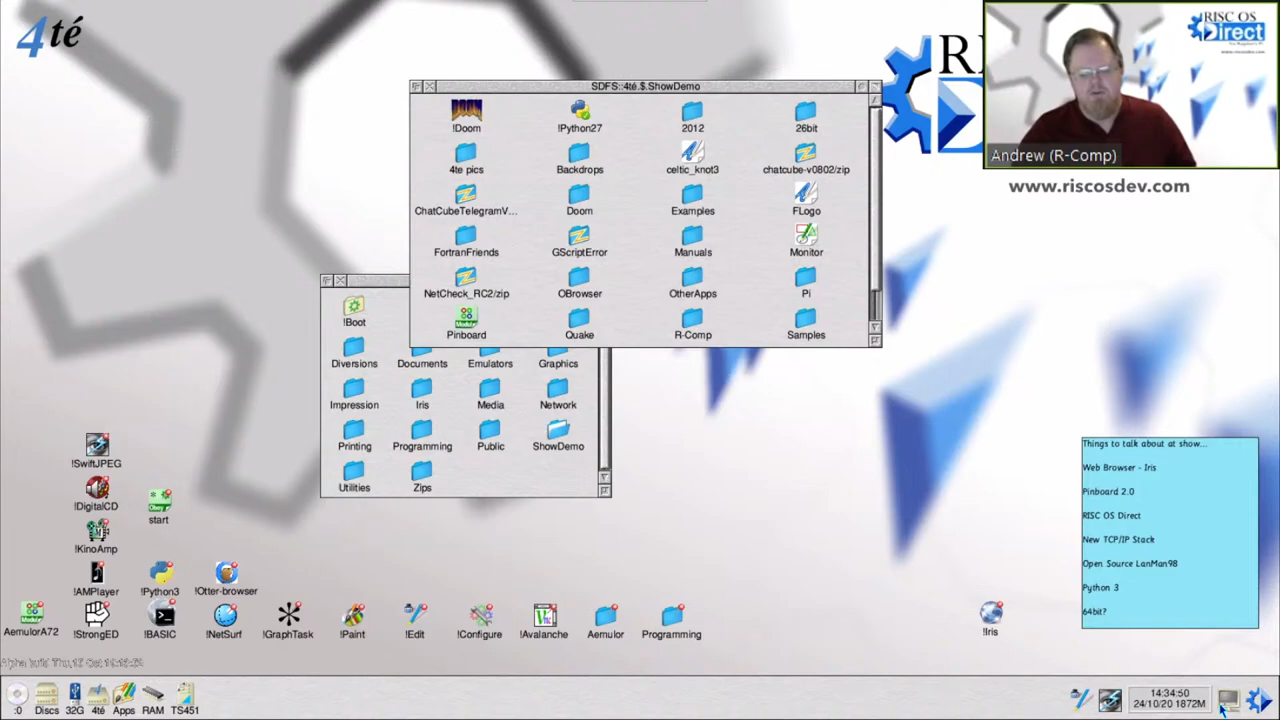 4té
SDFS::4té.$.ShowDemo
RISC OS
Direct
www.riscosdev.com
Andrew (R-Comp)
www.riscosdev.com
!Doom
!Python27
2012
26bit
4te pics
Backdrops
celtic_knot3
chatcube-v0802/zip
ChatCubeTelegramV...
Doom
Examples
FLogo
FortranFriends
GScriptError
Manuals
Monitor
NetCheck_RC2/zip
OBrowser
OtherApps
Pi
Pinboard
Quake
R-Comp
Samples
!Boot
Diversions
Documents
Emulators
Graphics
Impression
Iris
Media
Network
Printing
Programming
Public
ShowDemo
Utilities
Zips
!SwiftJPEG
!DigitalCD
start
!KinoAmp
!AMPlayer
!Python3
!Otter-browser
AemulorA72
!StrongED
!BASIC
!NetSurf
!GraphTask
!Paint
!Edit
!Configure
!Avalanche
Aemulor
Programming
!Iris
Things to talk about at show...
Web Browser - Iris
Pinboard 2.0
RISC OS Direct
New TCP/IP Stack
Open Source LanMan98
Python 3
64bit?
:0
Discs
32G
4té
Apps
RAM
TS451
14:34:50
24/10/20 1872M